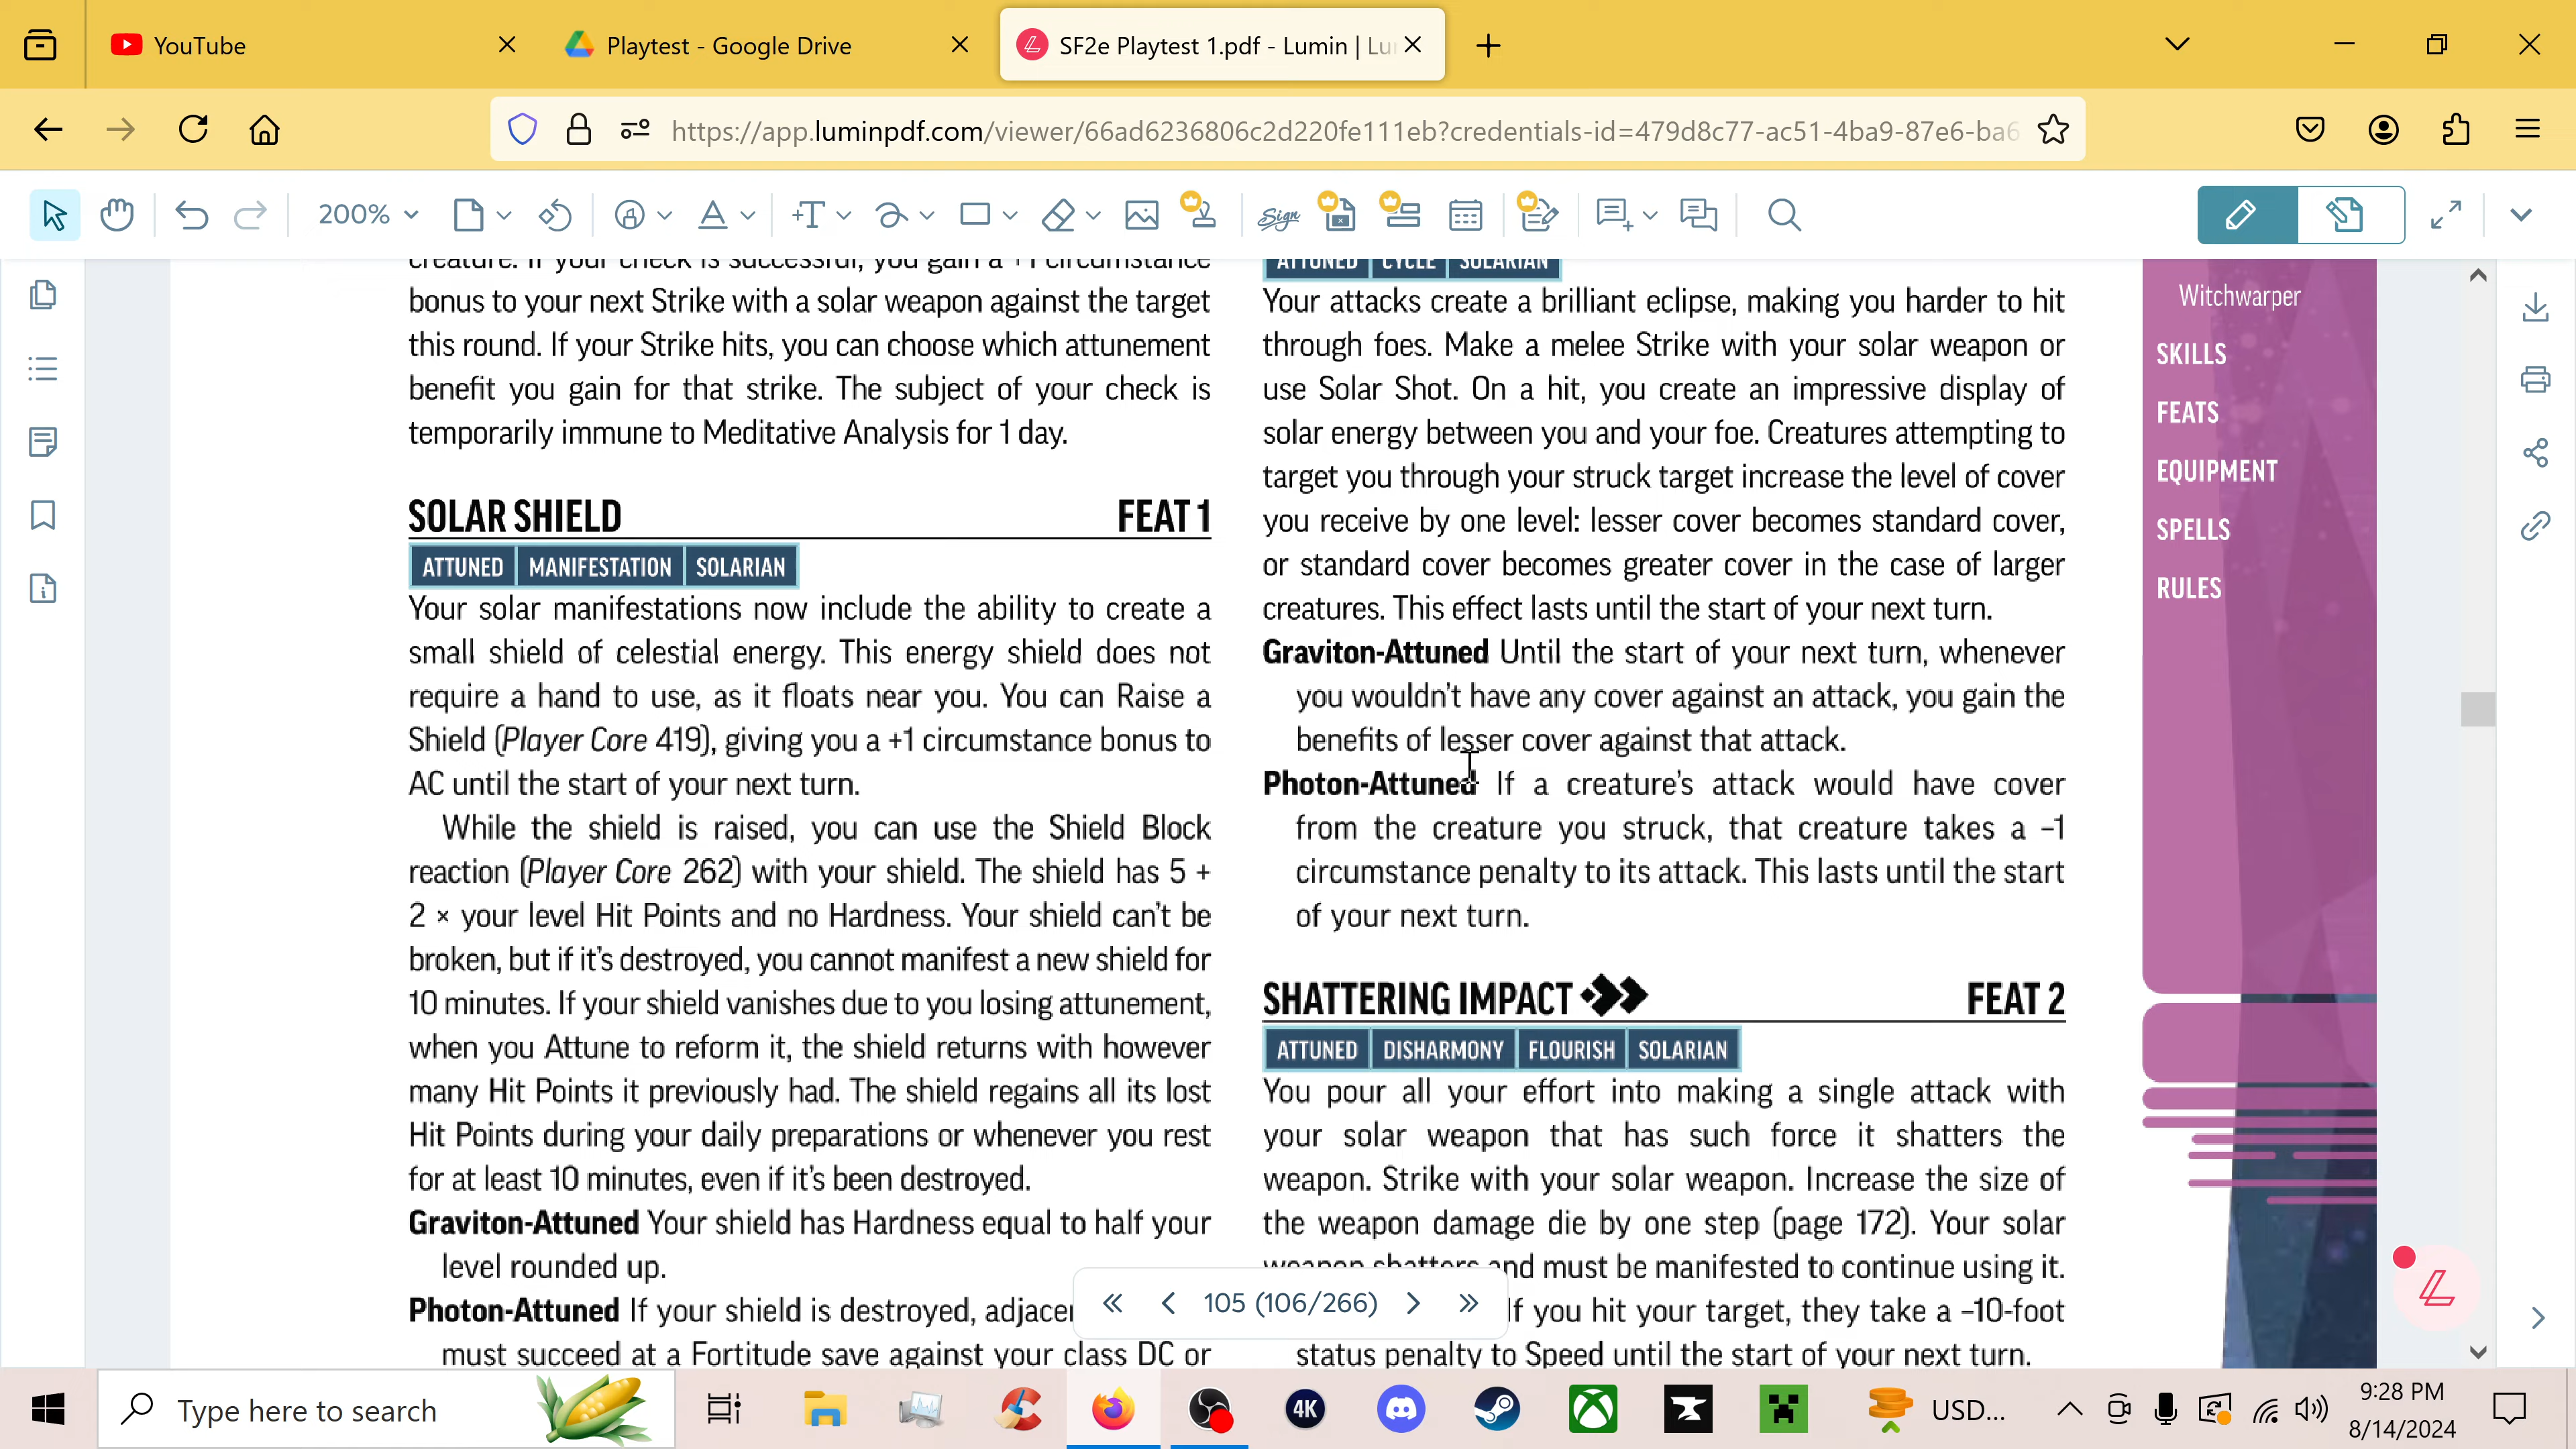 YouTube
Playtest - Google Drive
SF2e Playtest 1.pdf - Lumin | Lu
https://app.luminpdf.com/viewer/66ad6236806c2d220fe111eb?credentials-id=479d8c77-ac51-4ba9-87e6-ba6
200%
Sign
creature. If your check is successful, you gain a +1 circumstance
bonus to your next Strike with a solar weapon against the target
this round. If your Strike hits, you can choose which attunement
benefit you gain for that strike. The subject of your check is
temporarily immune to Meditative Analysis for 1 day.
SOLAR SHIELD FEAT 1
ATTUNED MANIFESTATION SOLARIAN
Your solar manifestations now include the ability to create a
small shield of celestial energy. This energy shield does not
require a hand to use, as it floats near you. You can Raise a
Shield (Player Core 419), giving you a +1 circumstance bonus to
AC until the start of your next turn.
While the shield is raised, you can use the Shield Block
reaction (Player Core 262) with your shield. The shield has 5 +
2 × your level Hit Points and no Hardness. Your shield can't be
broken, but if it's destroyed, you cannot manifest a new shield for
10 minutes. If your shield vanishes due to you losing attunement,
when you Attune to reform it, the shield returns with however
many Hit Points it previously had. The shield regains all its lost
Hit Points during your daily preparations or whenever you rest
for at least 10 minutes, even if it's been destroyed.
Graviton-Attuned Your shield has Hardness equal to half your
level rounded up.
Photon-Attuned If your shield is destroyed, adjacen
must succeed at a Fortitude save against your class DC or
ATTUNED CYCLE SOLARIAN
Your attacks create a brilliant eclipse, making you harder to hit
through foes. Make a melee Strike with your solar weapon or
use Solar Shot. On a hit, you create an impressive display of
solar energy between you and your foe. Creatures attempting to
target you through your struck target increase the level of cover
you receive by one level: lesser cover becomes standard cover,
or standard cover becomes greater cover in the case of larger
creatures. This effect lasts until the start of your next turn.
Graviton-Attuned Until the start of your next turn, whenever
you wouldn't have any cover against an attack, you gain the
benefits of lesser cover against that attack.
Photon-Attuned If a creature's attack would have cover
from the creature you struck, that creature takes a –1
circumstance penalty to its attack. This lasts until the start
of your next turn.
SHATTERING IMPACT FEAT 2
ATTUNED DISHARMONY FLOURISH SOLARIAN
You pour all your effort into making a single attack with
your solar weapon that has such force it shatters the
weapon. Strike with your solar weapon. Increase the size of
the weapon damage die by one step (page 172). Your solar
weapon shatters and must be manifested to continue using it.
If you hit your target, they take a –10-foot
status penalty to Speed until the start of your next turn.
Witchwarper
SKILLS
FEATS
EQUIPMENT
SPELLS
RULES
105 (106/266)
Type here to search
4K
USD...
9:28 PM
8/14/2024